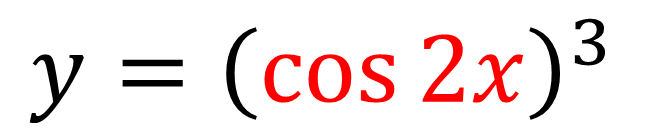 y = (cos 2x)³